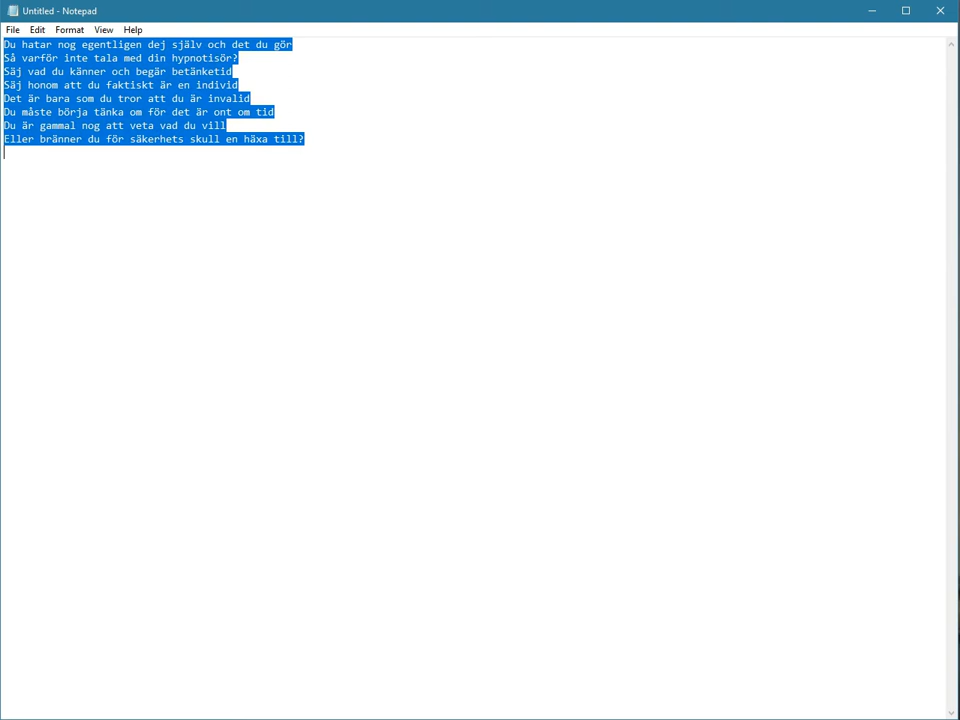 Untitled - Notepad
File Edit Format View Help
Du hatar nog egentligen dej själv och det du gör
Så varför inte tala med din hypnotisör?
Säj vad du känner och begär betänketid
Säj honom att du faktiskt är en individ
Det är bara som du tror att du är invalid
Du måste börja tänka om för det är ont om tid
Du är gammal nog att veta vad du vill
Eller bränner du för säkerhets skull en häxa till?